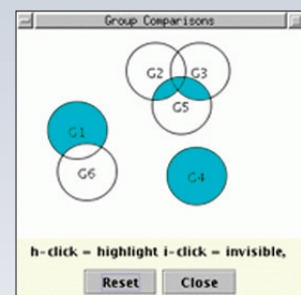 Group Comparisons
G2 G3
G5
G1
G6
G4
h-click = highlight i-click = invisible,
Reset Close